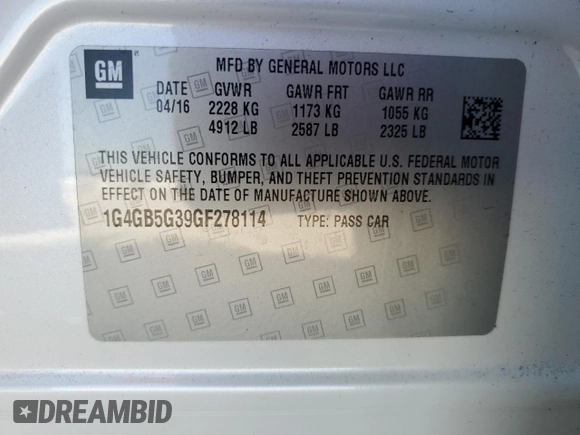 GM
MFD BY GENERAL MOTORS LLC
DATE GVWR GAWR FRT GAWR RR
04/16 2228 KG 1173 KG 1055 KG
4912 LB 2587 LB 2325 LB
THIS VEHICLE CONFORMS TO ALL APPLICABLE U.S. FEDERAL MOTOR
VEHICLE SAFETY, BUMPER, AND THEFT PREVENTION STANDARDS IN
EFFECT ON THE DATE OF MANUFACTURE SHOWN ABOVE.
1G4GB5G39GF278114 TYPE: PASS CAR
DREAMBID